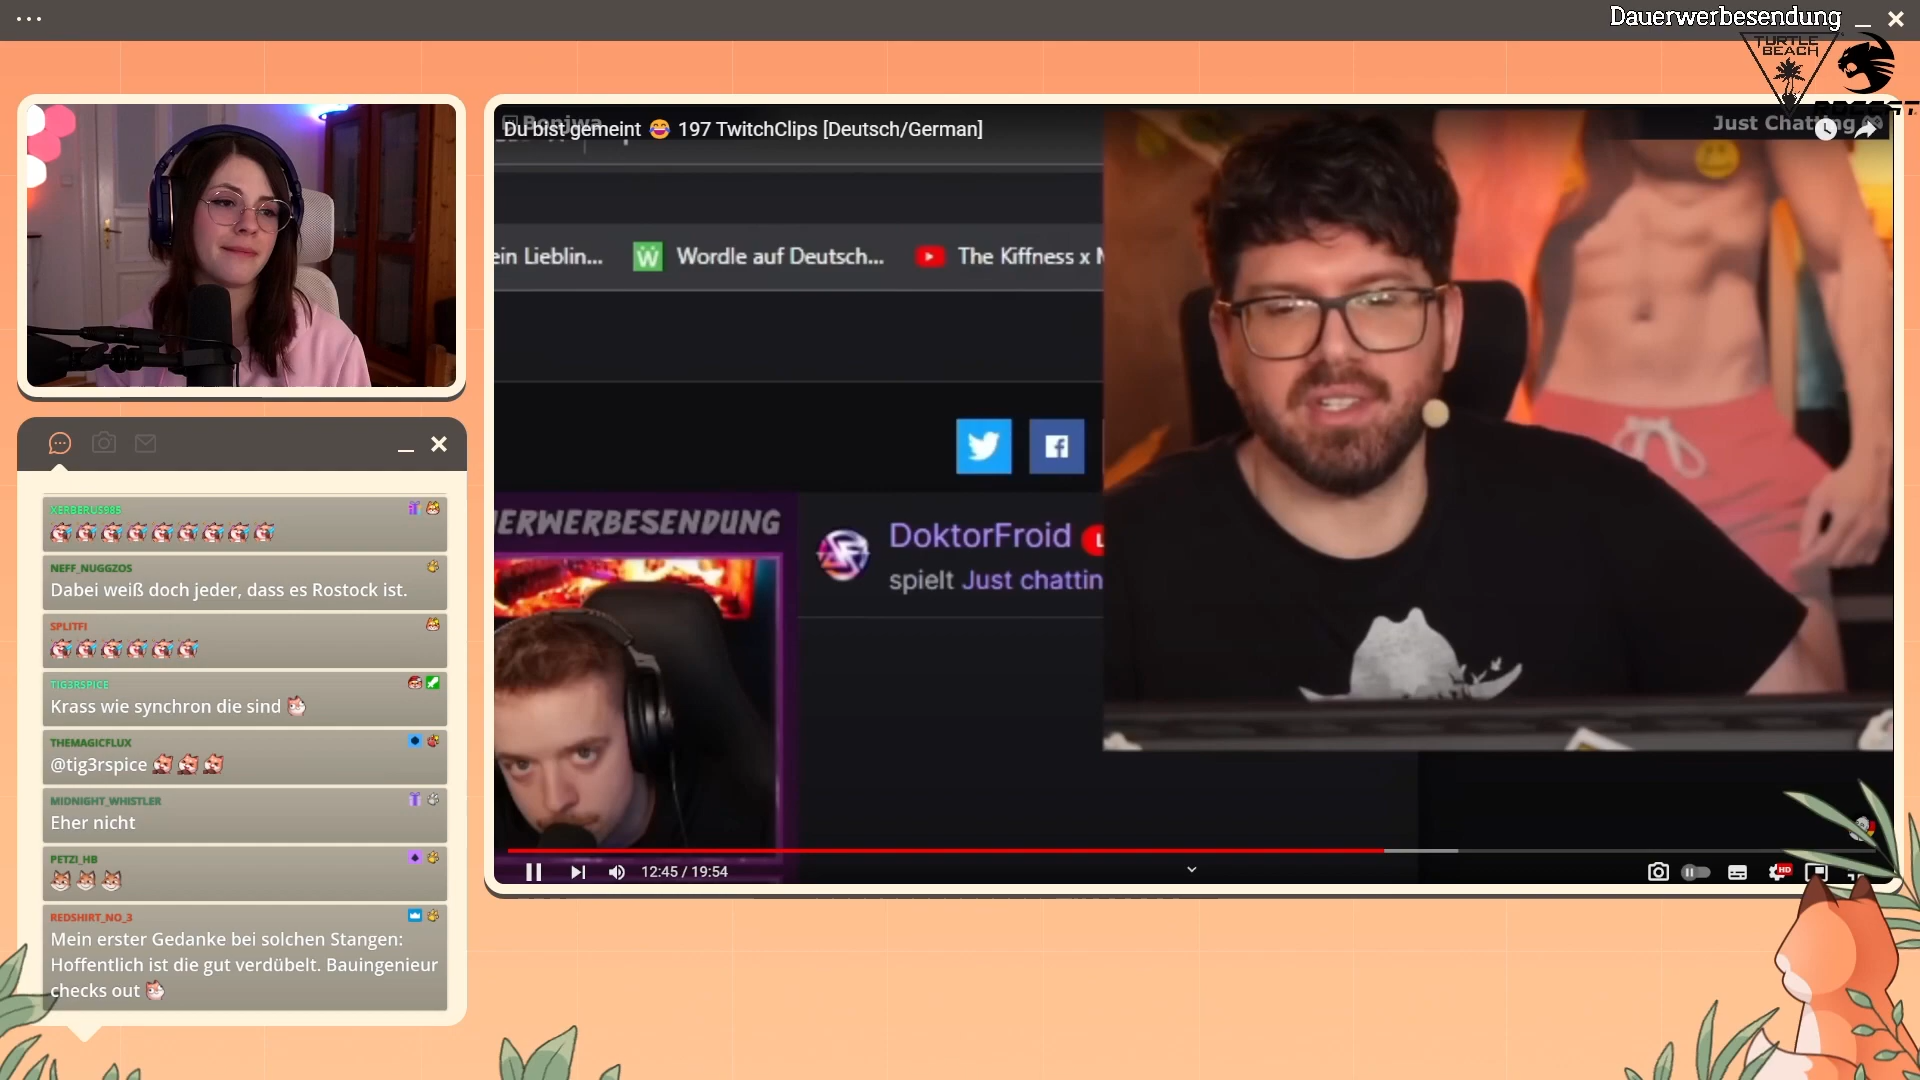 Dauerwerbesendung
TURTLE
BEACH
Bonjwa
Du bist gemeint 😂 197 TwitchClips [Deutsch/German]
Just Chatting
ein Lieblin...
Wordle auf Deutsch...
The Kiffness x
ERWERBESENDUNG
DoktorFroid
spielt Just chattin
12:45 / 19:54
HD
XERBERUS985
NEFF_NUGGZOS
Dabei weiß doch jeder, dass es Rostock ist.
SPLITFI
TIG3RSPICE
Krass wie synchron die sind
THEMAGICFLUX
@tig3rspice
MIDNIGHT_WHISTLER
Eher nicht
PETZI_HB
REDSHIRT_NO_3
Mein erster Gedanke bei solchen Stangen:
Hoffentlich ist die gut verdübelt. Bauingenieur
checks out